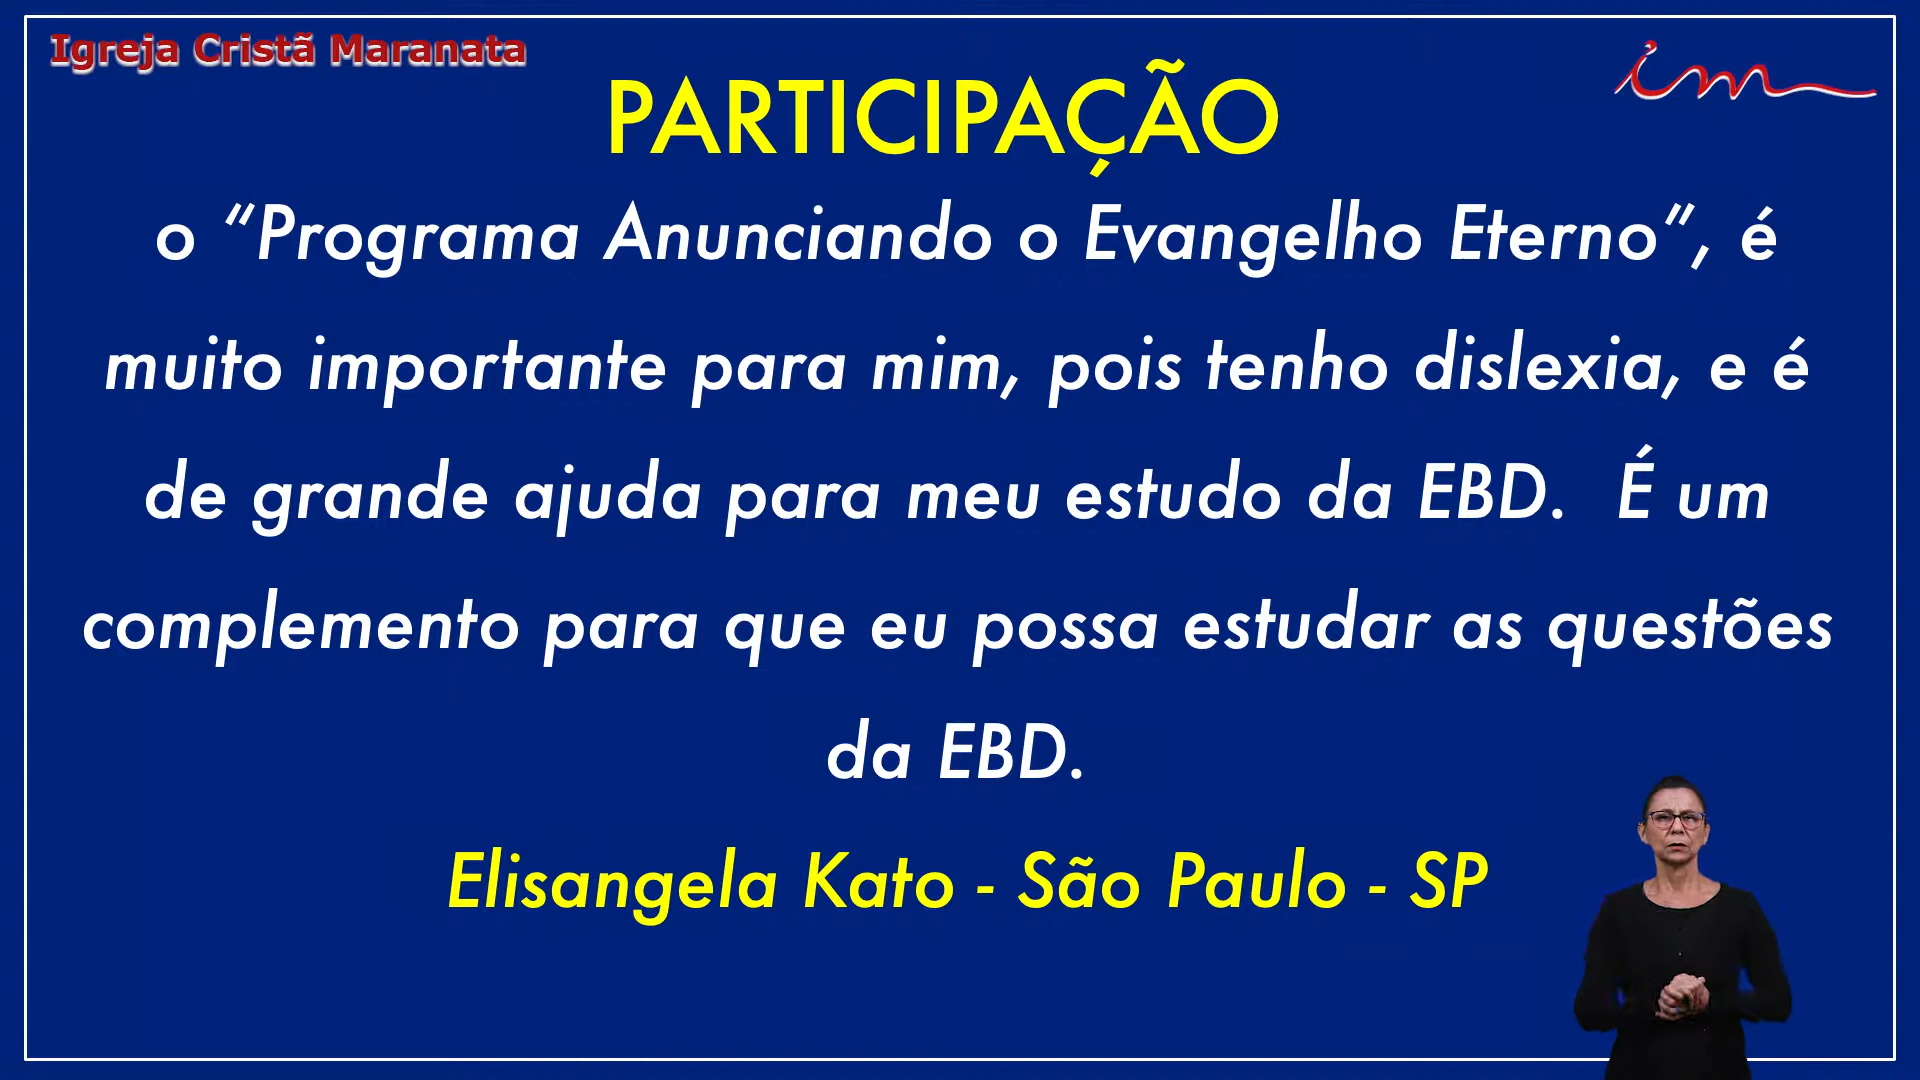 Igreja Cristã Maranata
im
PARTICIPAÇÃO
o “Programa Anunciando o Evangelho Eterno”, é
muito importante para mim, pois tenho dislexia, e é
de grande ajuda para meu estudo da EBD.  É um
complemento para que eu possa estudar as questões
da EBD.
Elisangela Kato - São Paulo - SP